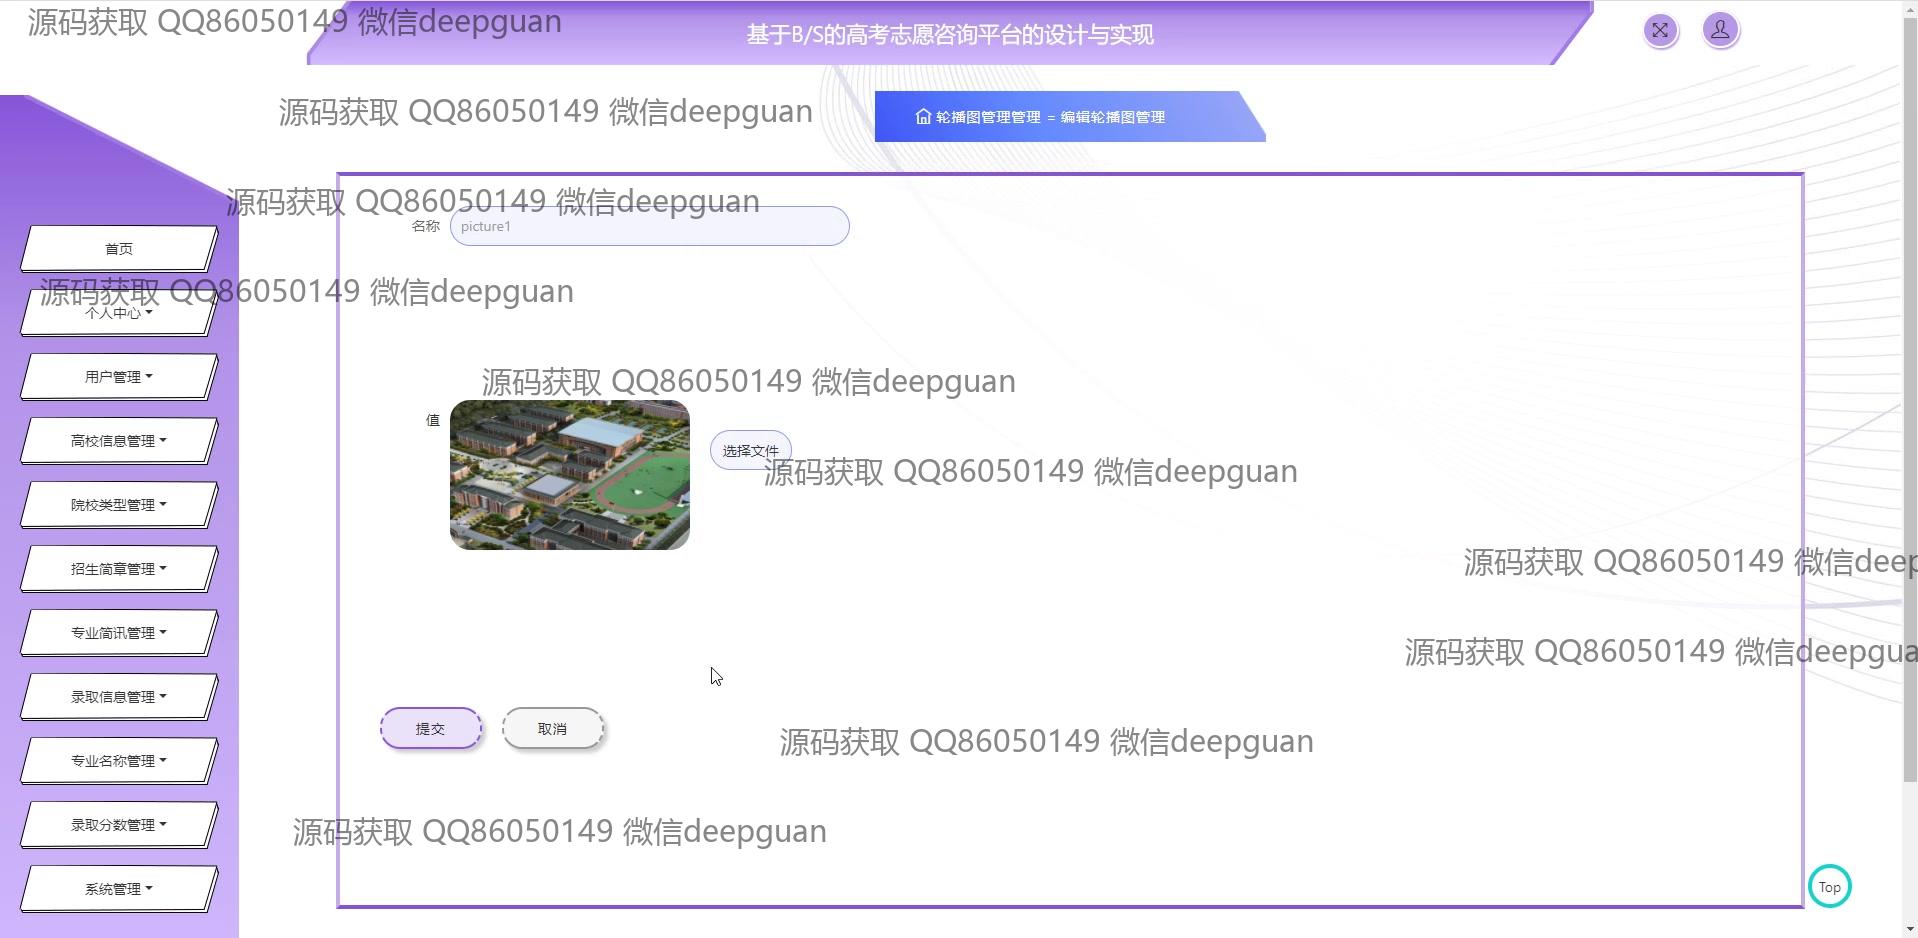 源码获取 QQ86050149 微信deepguan
基于B/S的高考志愿咨询平台的设计与实现
源码获取 QQ86050149 微信deepguan
轮播图管理管理 = 编辑轮播图管理
源码获取 QQ86050149 微信deepguan
名称 picture1
首页
源码获取 QQ86050149 微信deepguan
个人中心
用户管理
源码获取 QQ86050149 微信deepguan
值
选择文件
高校信息管理
源码获取 QQ86050149 微信deepguan
院校类型管理
源码获取 QQ86050149 微信deep
招生简章管理
专业简讯管理
源码获取 QQ86050149 微信deepgua
录取信息管理
提交 取消
源码获取 QQ86050149 微信deepguan
专业名称管理
录取分数管理
源码获取 QQ86050149 微信deepguan
系统管理
Top